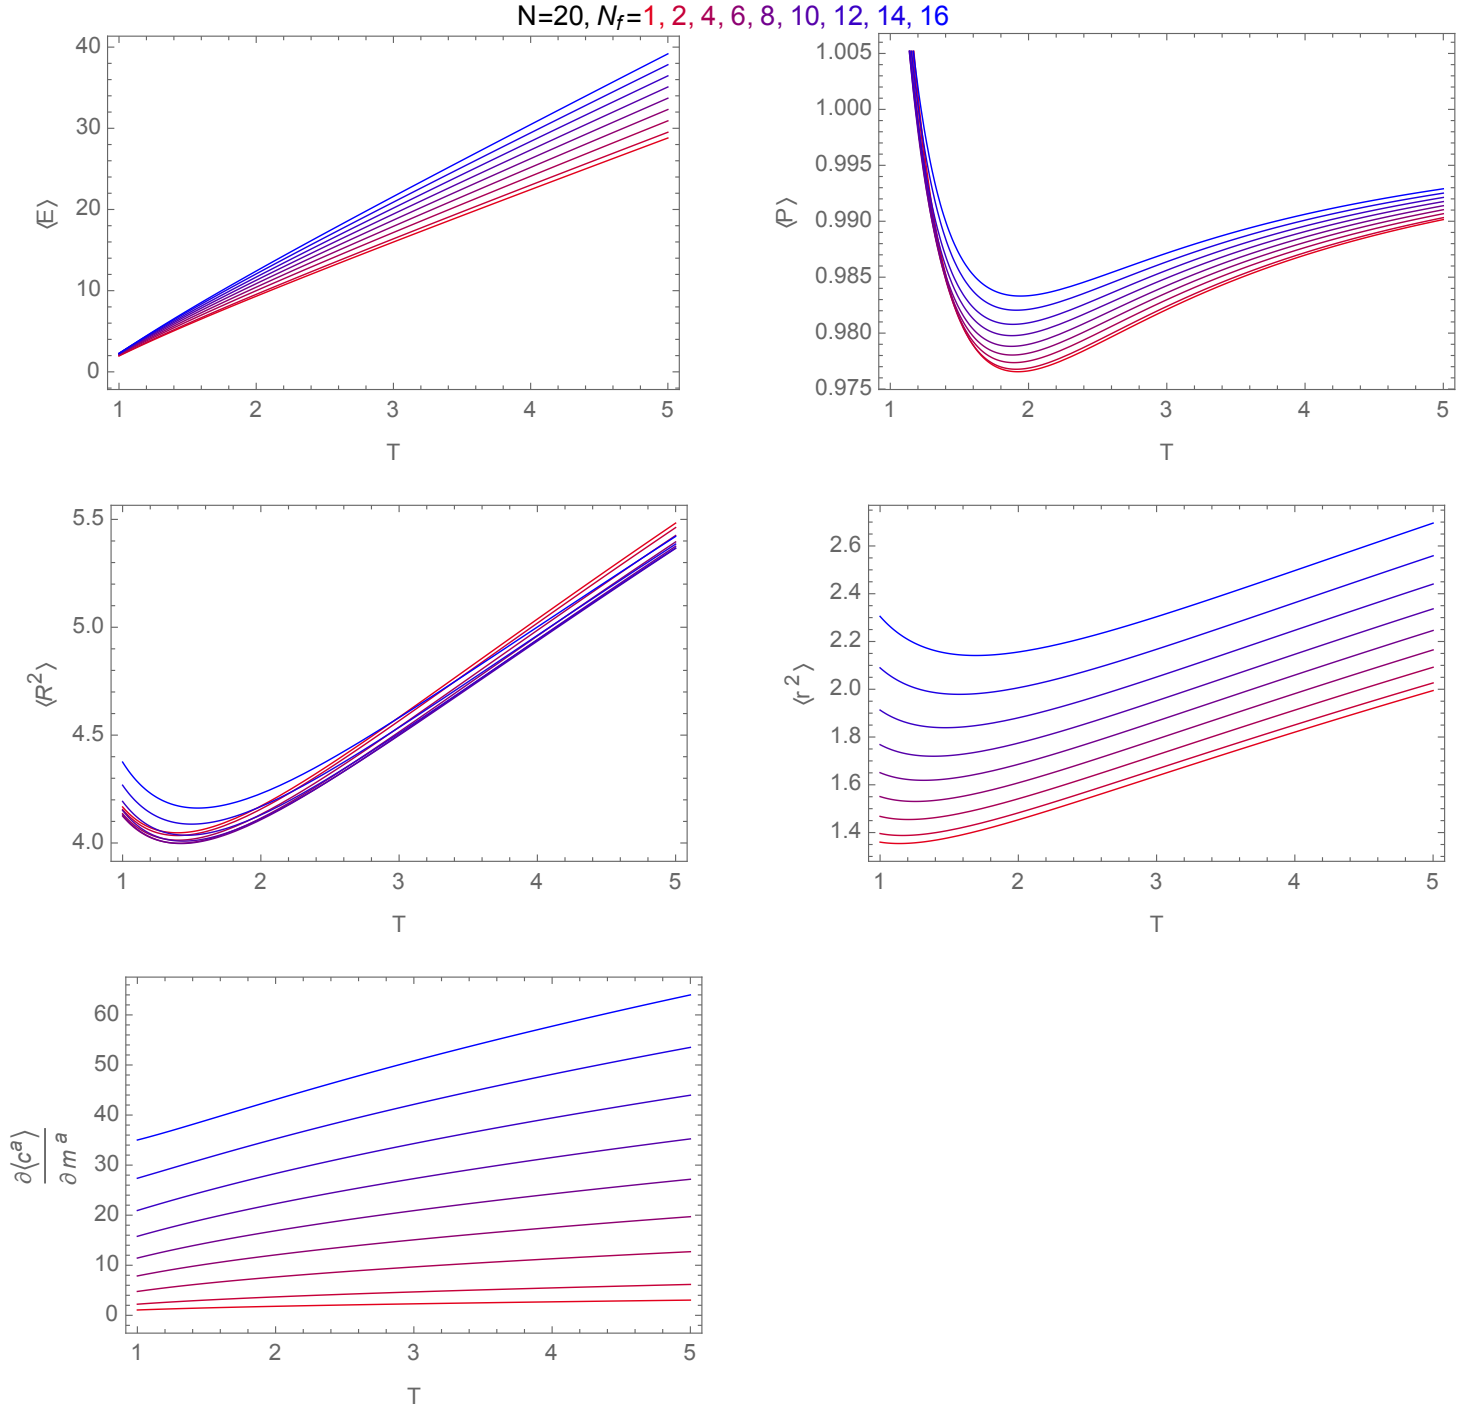 N=20, N_f=1, 2, 4, 6, 8, 10, 12, 14, 16
40
30
20
10
0
⟨E⟩
1 2 3 4 5
T
1.005
1.000
0.995
0.990
0.985
0.980
0.975
⟨P⟩
1 2 3 4 5
T
5.5
5.0
4.5
4.0
⟨R²⟩
1 2 3 4 5
T
2.6
2.4
2.2
2.0
1.8
1.6
1.4
⟨r²⟩
1 2 3 4 5
T
60
50
40
30
20
10
0
∂⟨cᵃ⟩
∂mᵃ
1 2 3 4 5
T